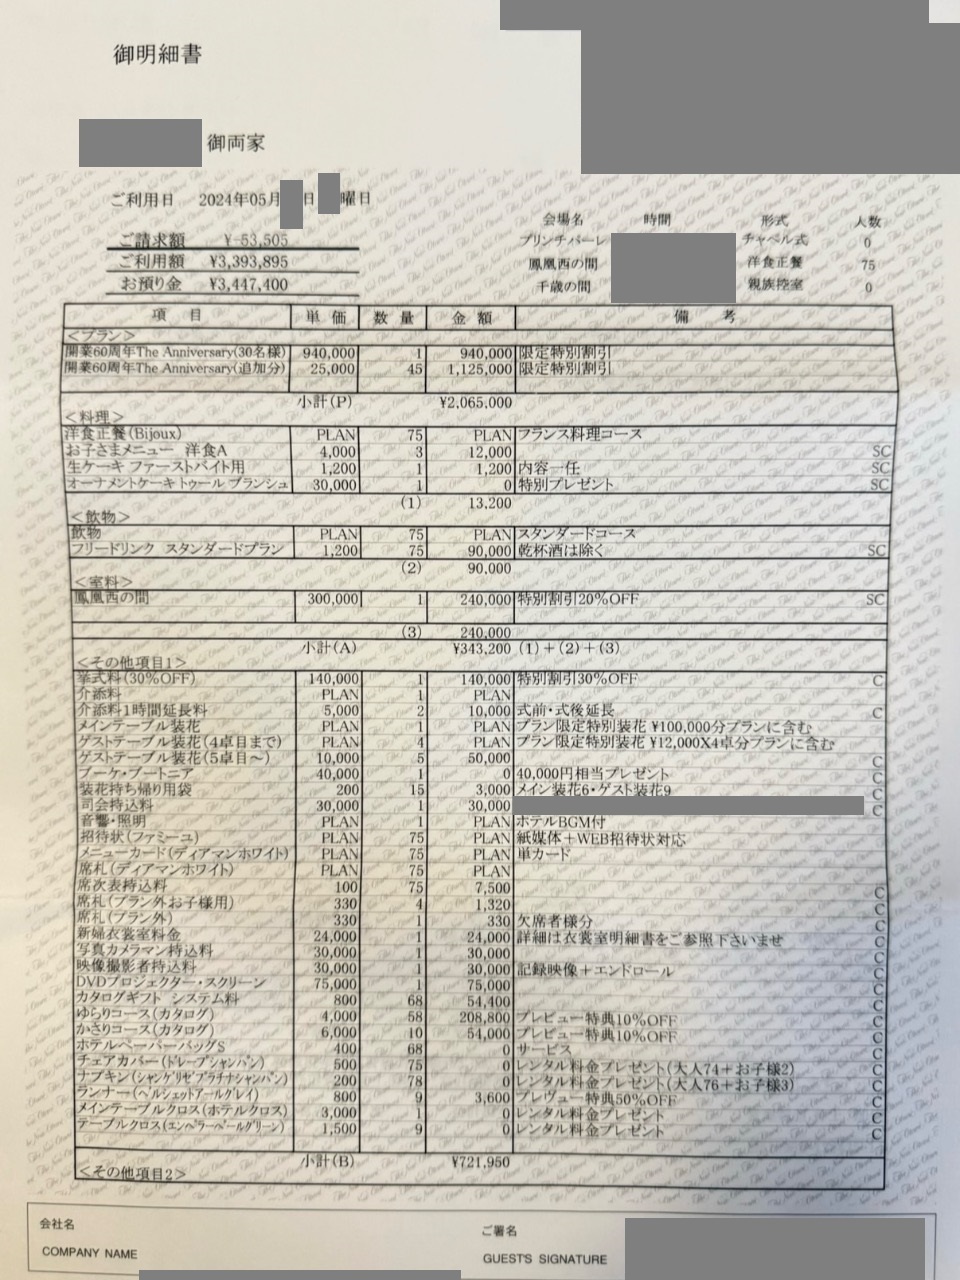 御明細書
御両家
ご利用日 2024年05月 日 曜日
ご請求額 ¥-53,505
ご利用額 ¥3,393,895
お預り金 ¥3,447,400
会場名 時間 形式 人数
プリンチパーレ チャペル式 0
鳳凰西の間 洋食正餐 75
千歳の間 親族控室 0
項 目 単 価 数 量 金 額 備 考
<プラン>
開業60周年The Anniversary(30名様) 940,000 1 940,000 限定特別割引
開業60周年The Anniversary(追加分) 25,000 45 1,125,000 限定特別割引
小計(P) ¥2,065,000
<料理>
洋食正餐(Bijoux) PLAN 75 PLAN フランス料理コース
お子さまメニュー 洋食A 4,000 3 12,000 SC
生ケーキ ファーストバイト用 1,200 1 1,200 内容一任 SC
オーナメントケーキトゥール ブランシュ 30,000 1 0 特別プレゼント SC
(1) 13,200
<飲物>
飲物 PLAN 75 PLAN スタンダードコース
フリードリンク スタンダードプラン 1,200 75 90,000 乾杯酒は除く SC
(2) 90,000
<室料>
鳳凰西の間 300,000 1 240,000 特別割引20%OFF SC
(3) 240,000
小計(A) ¥343,200 (1)+(2)+(3)
<その他項目1>
挙式料(30%OFF) 140,000 1 140,000 特別割引30%OFF C
介添料 PLAN 1 PLAN
介添料1時間延長料 5,000 2 10,000 式前・式後延長 C
メインテーブル装花 PLAN 1 PLAN プラン限定特別装花 ¥100,000分プランに含む
ゲストテーブル装花(4卓目まで) PLAN 4 PLAN プラン限定特別装花 ¥12,000X4卓分プランに含む
ゲストテーブル装花(5卓目~) 10,000 5 50,000 C
ブーケ・ブートニア 40,000 1 0 40,000円相当プレゼント C
装花持ち帰り用袋 200 15 3,000 メイン装花6・ゲスト装花9 C
司会持込料 30,000 1 30,000 C
音響・照明 PLAN 1 PLAN ホテルBGM付
招待状(ファミーユ) PLAN 75 PLAN 紙媒体+WEB招待状対応
メニューカード(ディアマンホワイト) PLAN 75 PLAN 単カード
席札(ディアマンホワイト) PLAN 75 PLAN
席次表持込料 100 75 7,500 C
席札(プラン外お子様用) 330 4 1,320 C
席札(プラン外) 330 1 330 欠席者様分 C
新婦衣裳室料金 24,000 1 24,000 詳細は衣裳室明細書をご参照下さいませ C
写真カメラマン持込料 30,000 1 30,000 C
映像撮影者持込料 30,000 1 30,000 記録映像+エンドロール C
DVDプロジェクター・スクリーン 75,000 1 75,000 C
カタログギフト システム料 800 68 54,400 C
ゆらりコース(カタログ) 4,000 58 208,800 プレビュー特典10%OFF C
かさりコース(カタログ) 6,000 10 54,000 プレビュー特典10%OFF C
ホテルペーパーバッグS 400 68 0 サービス C
チェアカバー(ドレープシャンパン) 500 75 0 レンタル料金プレゼント(大人74+お子様2) C
ナプキン(シャンゲリゼプラチナシャンパン) 200 78 0 レンタル料金プレゼント(大人76+お子様3) C
ランナー(ベルシェットアールグレイ) 800 9 3,600 プレヴュー特典50%OFF C
メインテーブルクロス(ホテルクロス) 3,000 1 0 レンタル料金プレゼント C
テーブルクロス(エンペラーペールグリーン) 1,500 9 0 レンタル料金プレゼント C
小計(B) ¥721,950
<その他項目2>
会社名
COMPANY NAME
ご署名
GUEST'S SIGNATURE